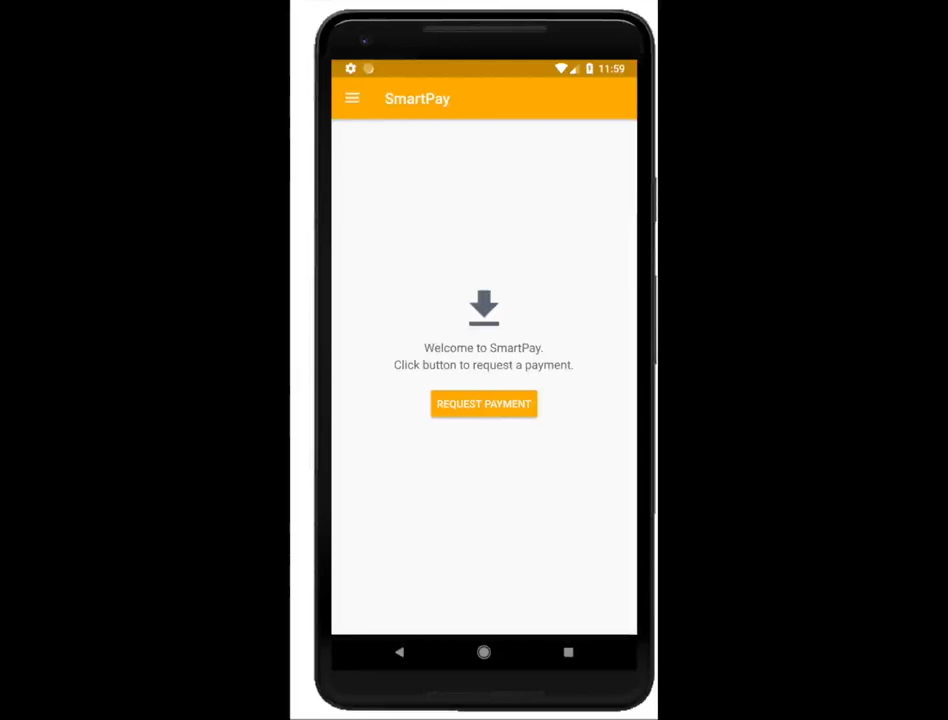 11:59
SmartPay
Welcome to SmartPay.
Click button to request a payment.
REQUEST PAYMENT